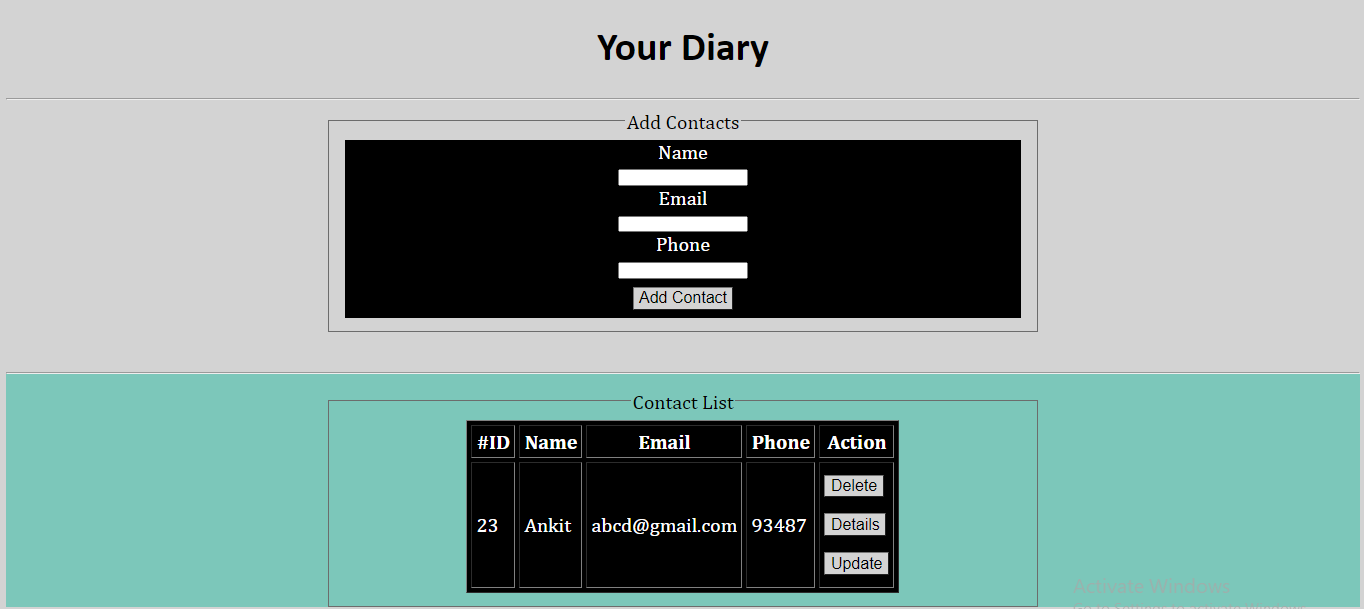 Your Diary
Add Contacts
Name
Email
Phone
Add Contact
Contact List
#ID Name Email Phone Action
23 Ankit abcd@gmail.com 93487
Delete
Details
Update
Activate Windows